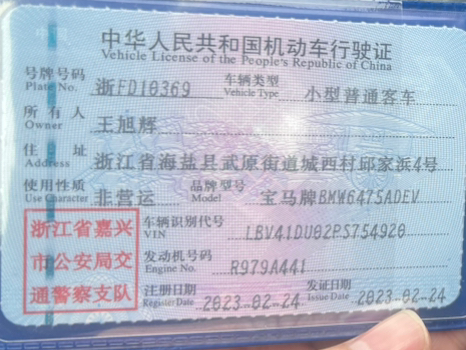 中华人民共和国机动车行驶证
Vehicle License of the People's Republic of China
号牌号码 浙FD10369 车辆类型 小型普通客车
Plate No. Vehicle Type
所有人 王旭辉
Owner
住址 浙江省海盐县武原街道城西村邱家浜4号
Address
使用性质 非营运 品牌型号 宝马牌BMW6475ADEV
Use Character Model
浙江省嘉兴
市公安局交
通警察支队
车辆识别代号 LBV41DU02PS754920
VIN
发动机号码 R979A441
Engine No.
注册日期 2023-02-24 发证日期 2023-02-24
Register Date Issue Date